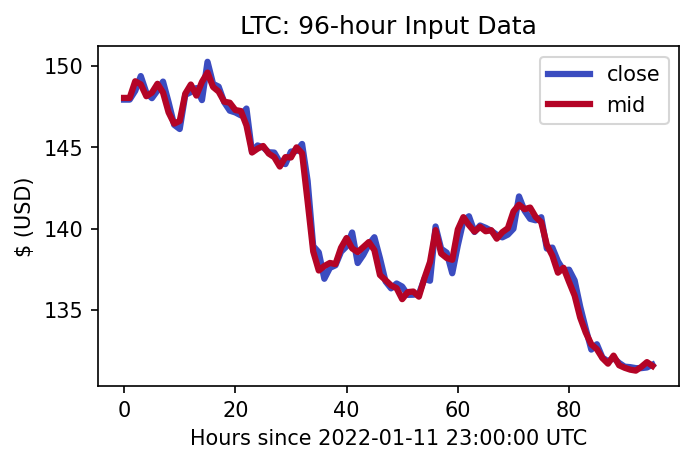 LTC: 96-hour Input Data
close
mid
$ (USD)
150
145
140
135
0 20 40 60 80
Hours since 2022-01-11 23:00:00 UTC